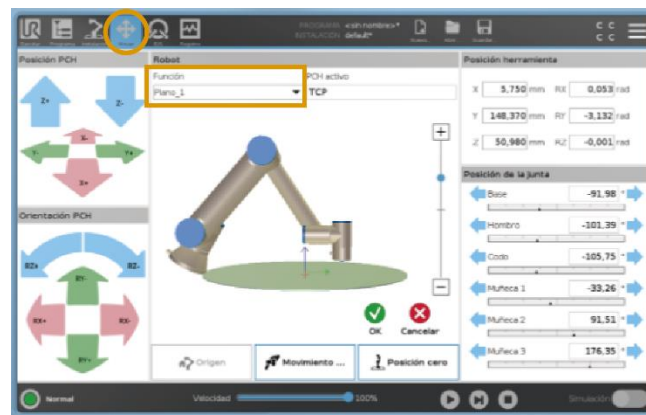 UR
PROGRAMA <sin nombre>*
INSTALACIÓN default*
Mover
Posición PCH
Z+
Z-
X-
Y-
Y+
X+
Orientación PCH
RZ+
RZ-
RY-
RX+
RX-
RY+
Robot
Función
Plano_1
PCH activo
TCP
OK
Cancelar
Origen
Movimiento ...
Posición cero
Posición herramienta
X 5,750 mm RX 0,053 rad
Y 148,370 mm RY -3,132 rad
Z 50,980 mm RZ -0,001 rad
Posición de la junta
Base -91,98 °
Hombro -101,39 °
Codo -105,75 °
Muñeca 1 -33,26 °
Muñeca 2 91,51 °
Muñeca 3 176,35 °
Normal
Velocidad 100%
Simulación
C C
C C